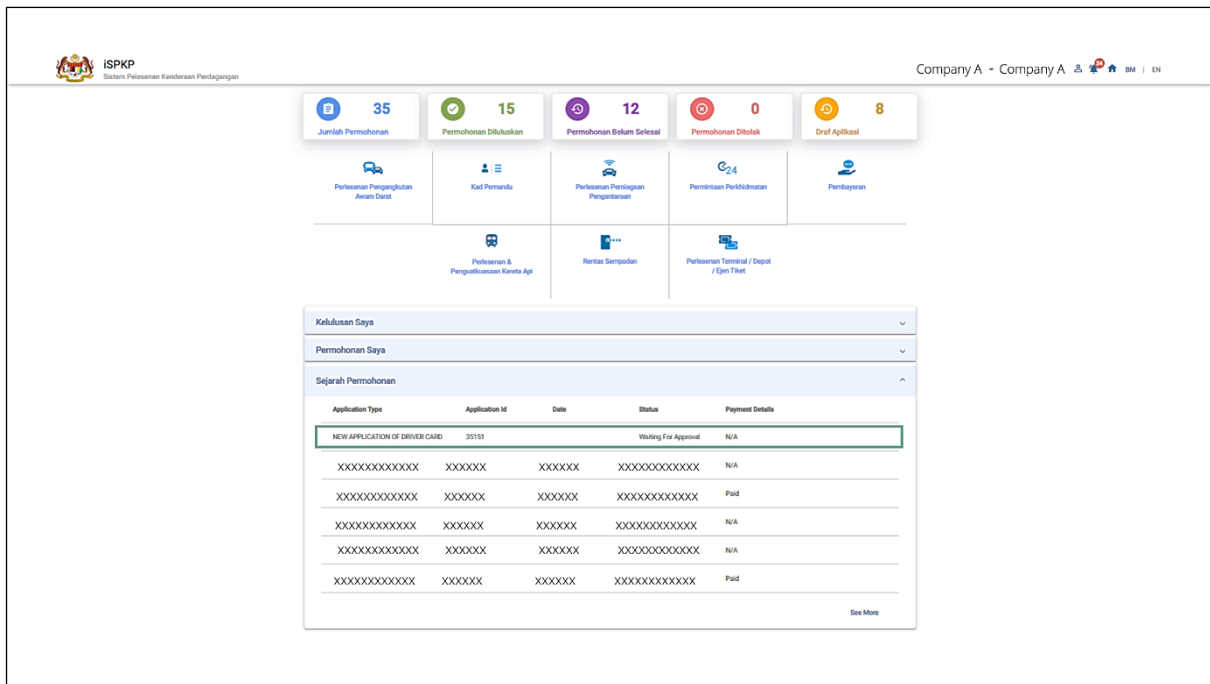 iSPKP
Sistem Pelesenan Kenderaan Perdagangan
Company A - Company A
24
BM | EN
35
Jumlah Permohonan
15
Permohonan Diluluskan
12
Permohonan Belum Selesai
0
Permohonan Ditolak
8
Draf Aplikasi
Perlesenan Pengangkutan
Awam Darat
Kad Pemandu
Perlesenan Perniagaan
Pengantaraan
24
Permintaan Perkhidmatan
Pembayaran
Perlesenan &
Penguatkuasaan Kereta Api
Rentas Sempadan
Perlesenan Terminal / Depot
/ Ejen Tiket
Kelulusan Saya
Permohonan Saya
Sejarah Permohonan
Application Type Application Id Date Status Payment Details
NEW APPLICATION OF DRIVER CARD 35151 Waiting For Approval N/A
XXXXXXXXXXXX XXXXXX XXXXXX XXXXXXXXXXXX N/A
XXXXXXXXXXXX XXXXXX XXXXXX XXXXXXXXXXXX Paid
XXXXXXXXXXXX XXXXXX XXXXXX XXXXXXXXXXXX N/A
XXXXXXXXXXXX XXXXXX XXXXXX XXXXXXXXXXXX N/A
XXXXXXXXXXXX XXXXXX XXXXXX XXXXXXXXXXXX Paid
See More